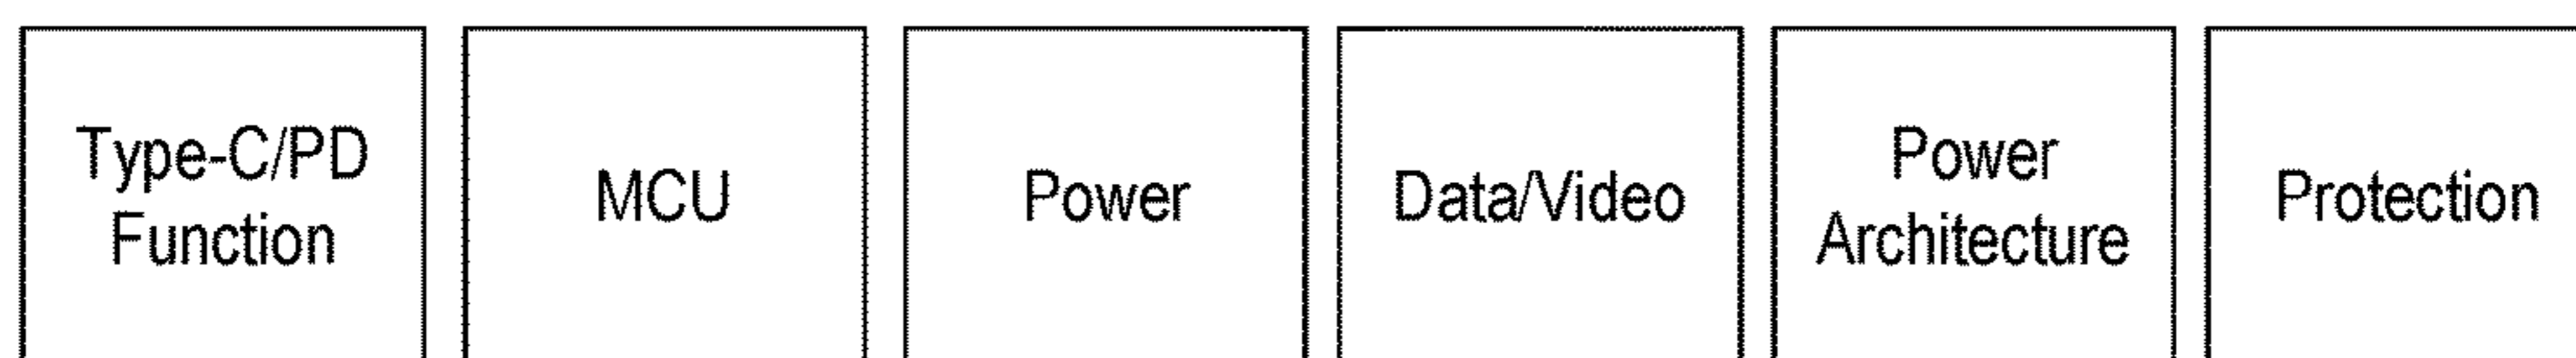 Type-C/PD
Function
MCU
Power
Data/Video
Power
Architecture
Protection